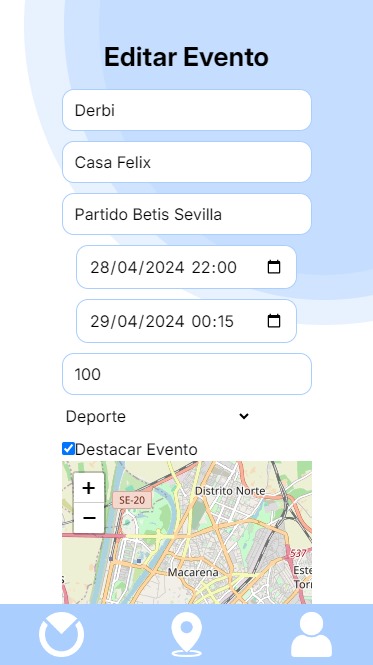 Editar Evento
Derbi
Casa Felix
Partido Betis Sevilla
28/04/2024 22:00
29/04/2024 00:15
100
Deporte
Destacar Evento
+
−
SE-20
Distrito Norte
537
Macarena
Este
Torr